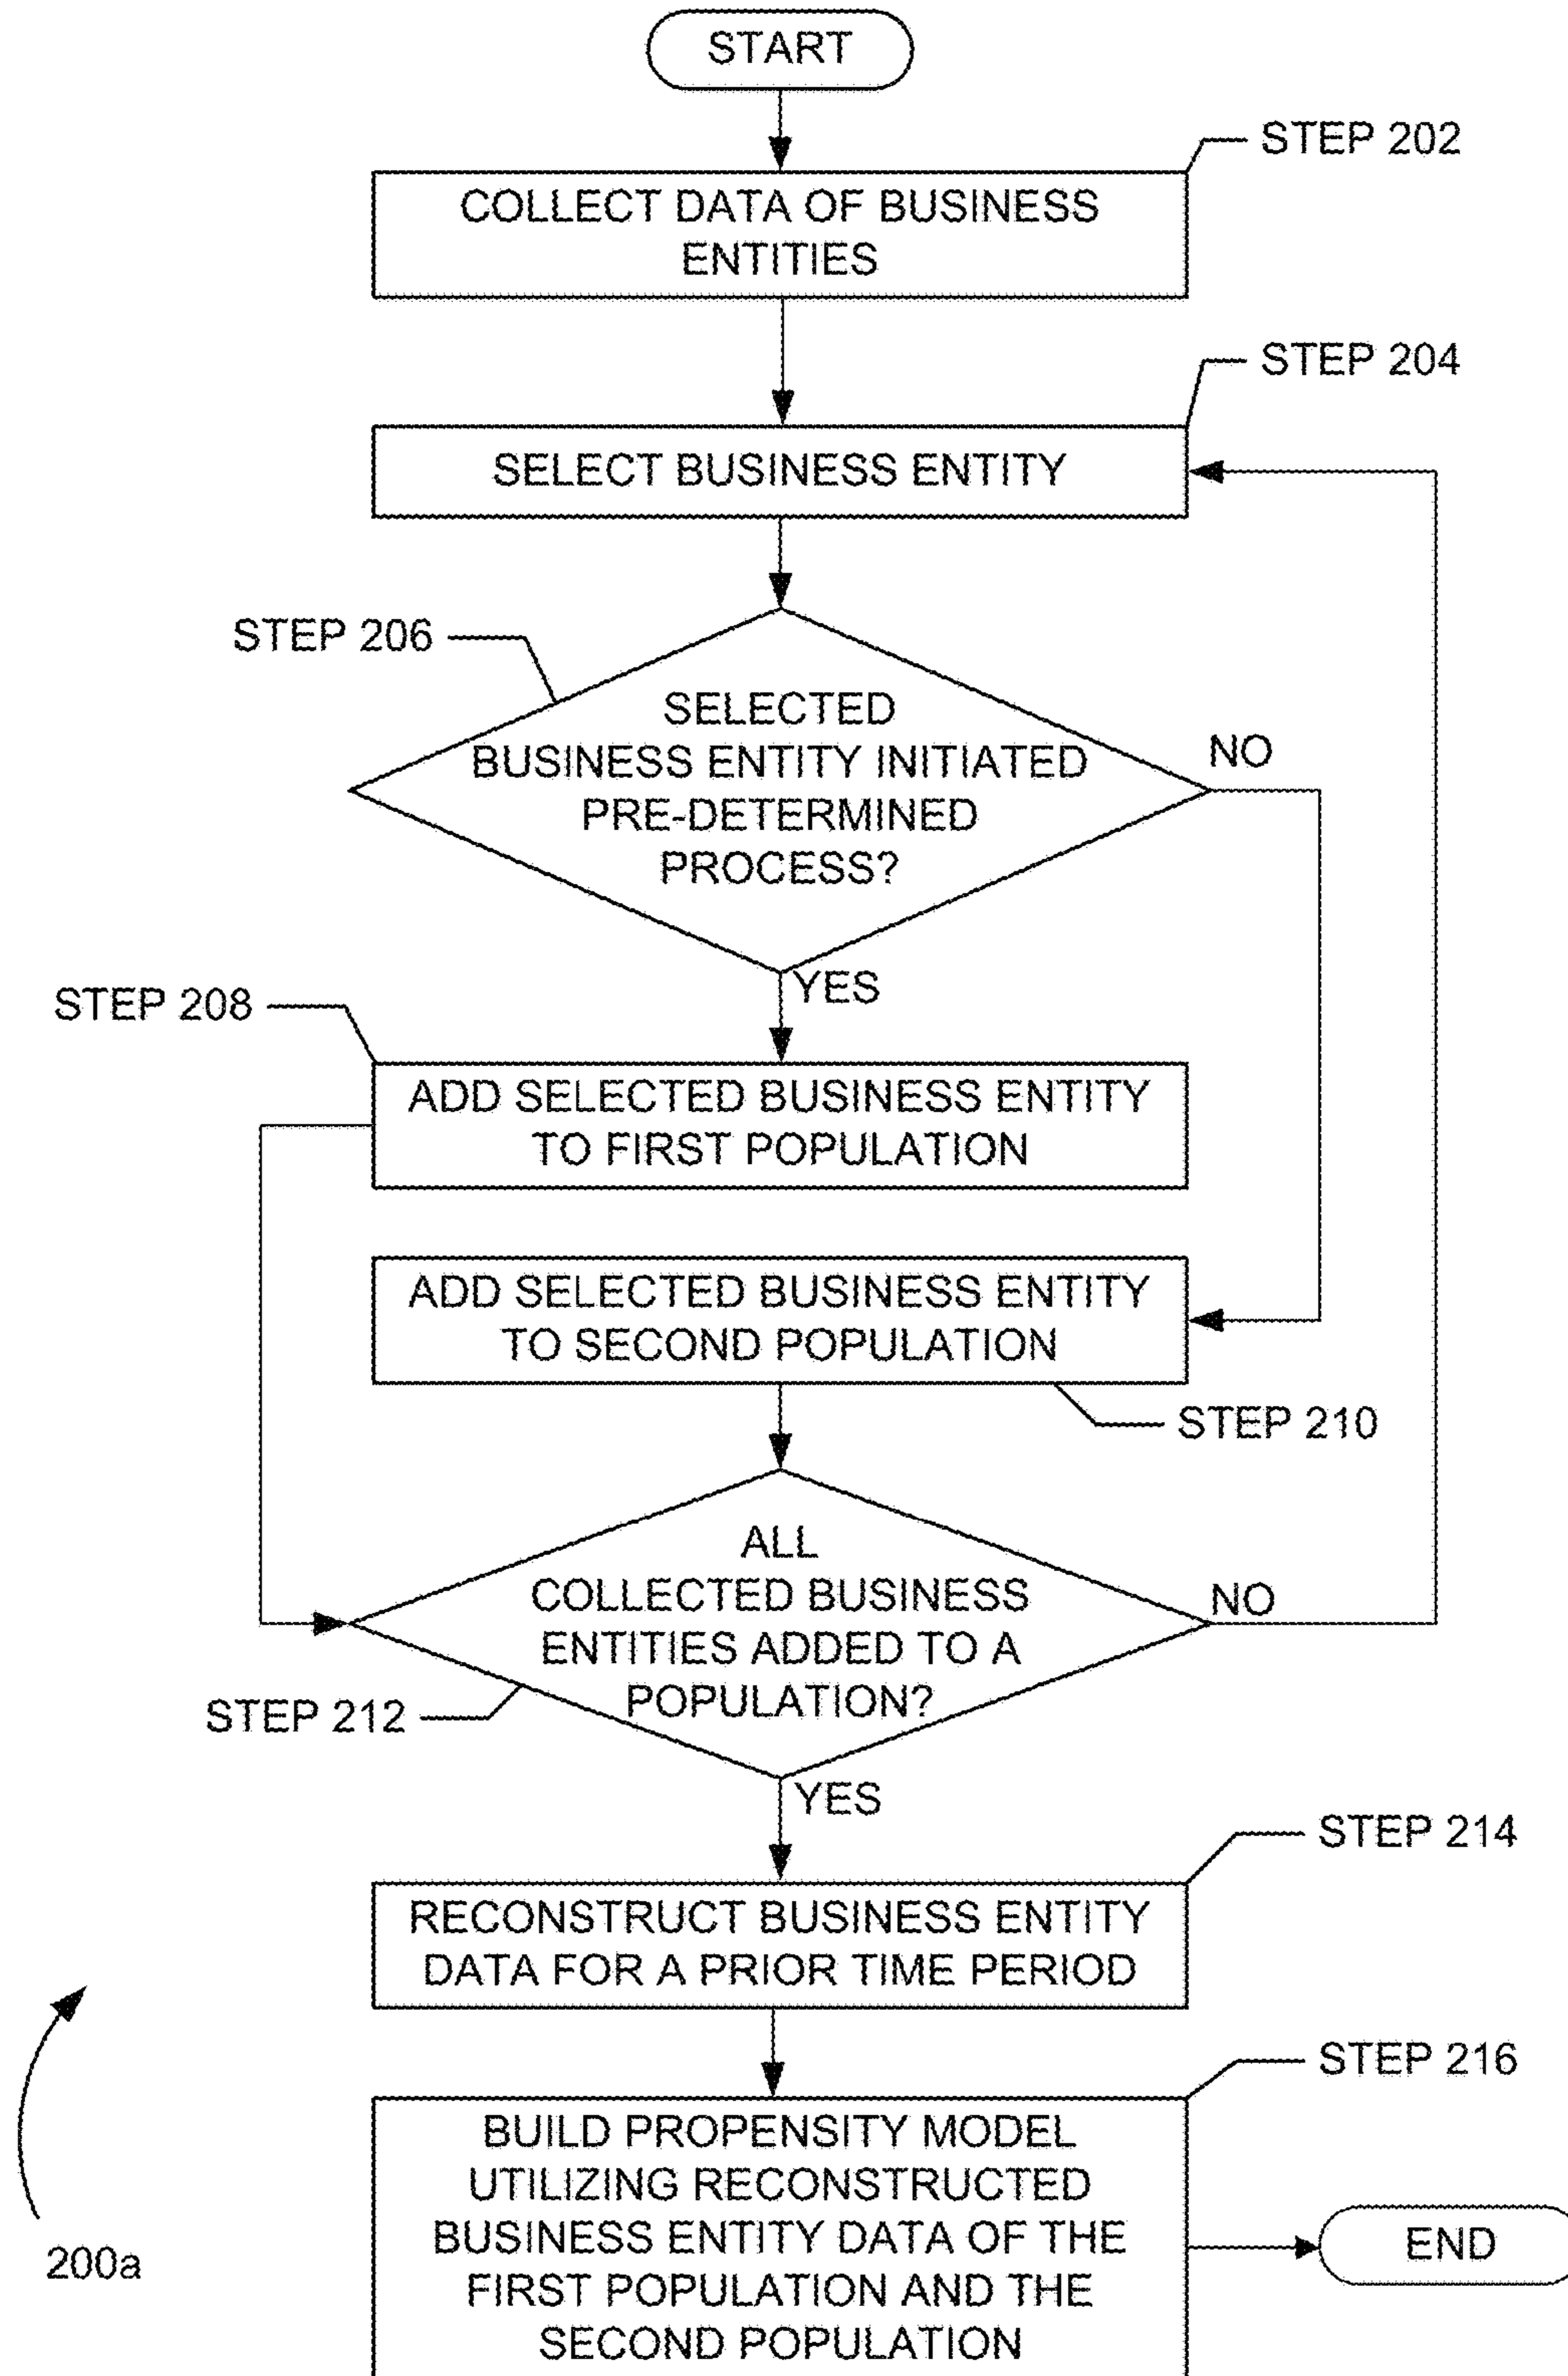 START
STEP 202
COLLECT DATA OF BUSINESS
ENTITIES
STEP 204
SELECT BUSINESS ENTITY
STEP 206
SELECTED
BUSINESS ENTITY INITIATED
PRE-DETERMINED
PROCESS?
NO
YES
STEP 208
ADD SELECTED BUSINESS ENTITY
TO FIRST POPULATION
ADD SELECTED BUSINESS ENTITY
TO SECOND POPULATION
STEP 210
ALL
COLLECTED BUSINESS
ENTITIES ADDED TO A
POPULATION?
NO
STEP 212
YES
STEP 214
RECONSTRUCT BUSINESS ENTITY
DATA FOR A PRIOR TIME PERIOD
STEP 216
BUILD PROPENSITY MODEL
UTILIZING RECONSTRUCTED
BUSINESS ENTITY DATA OF THE
FIRST POPULATION AND THE
SECOND POPULATION
END
200a